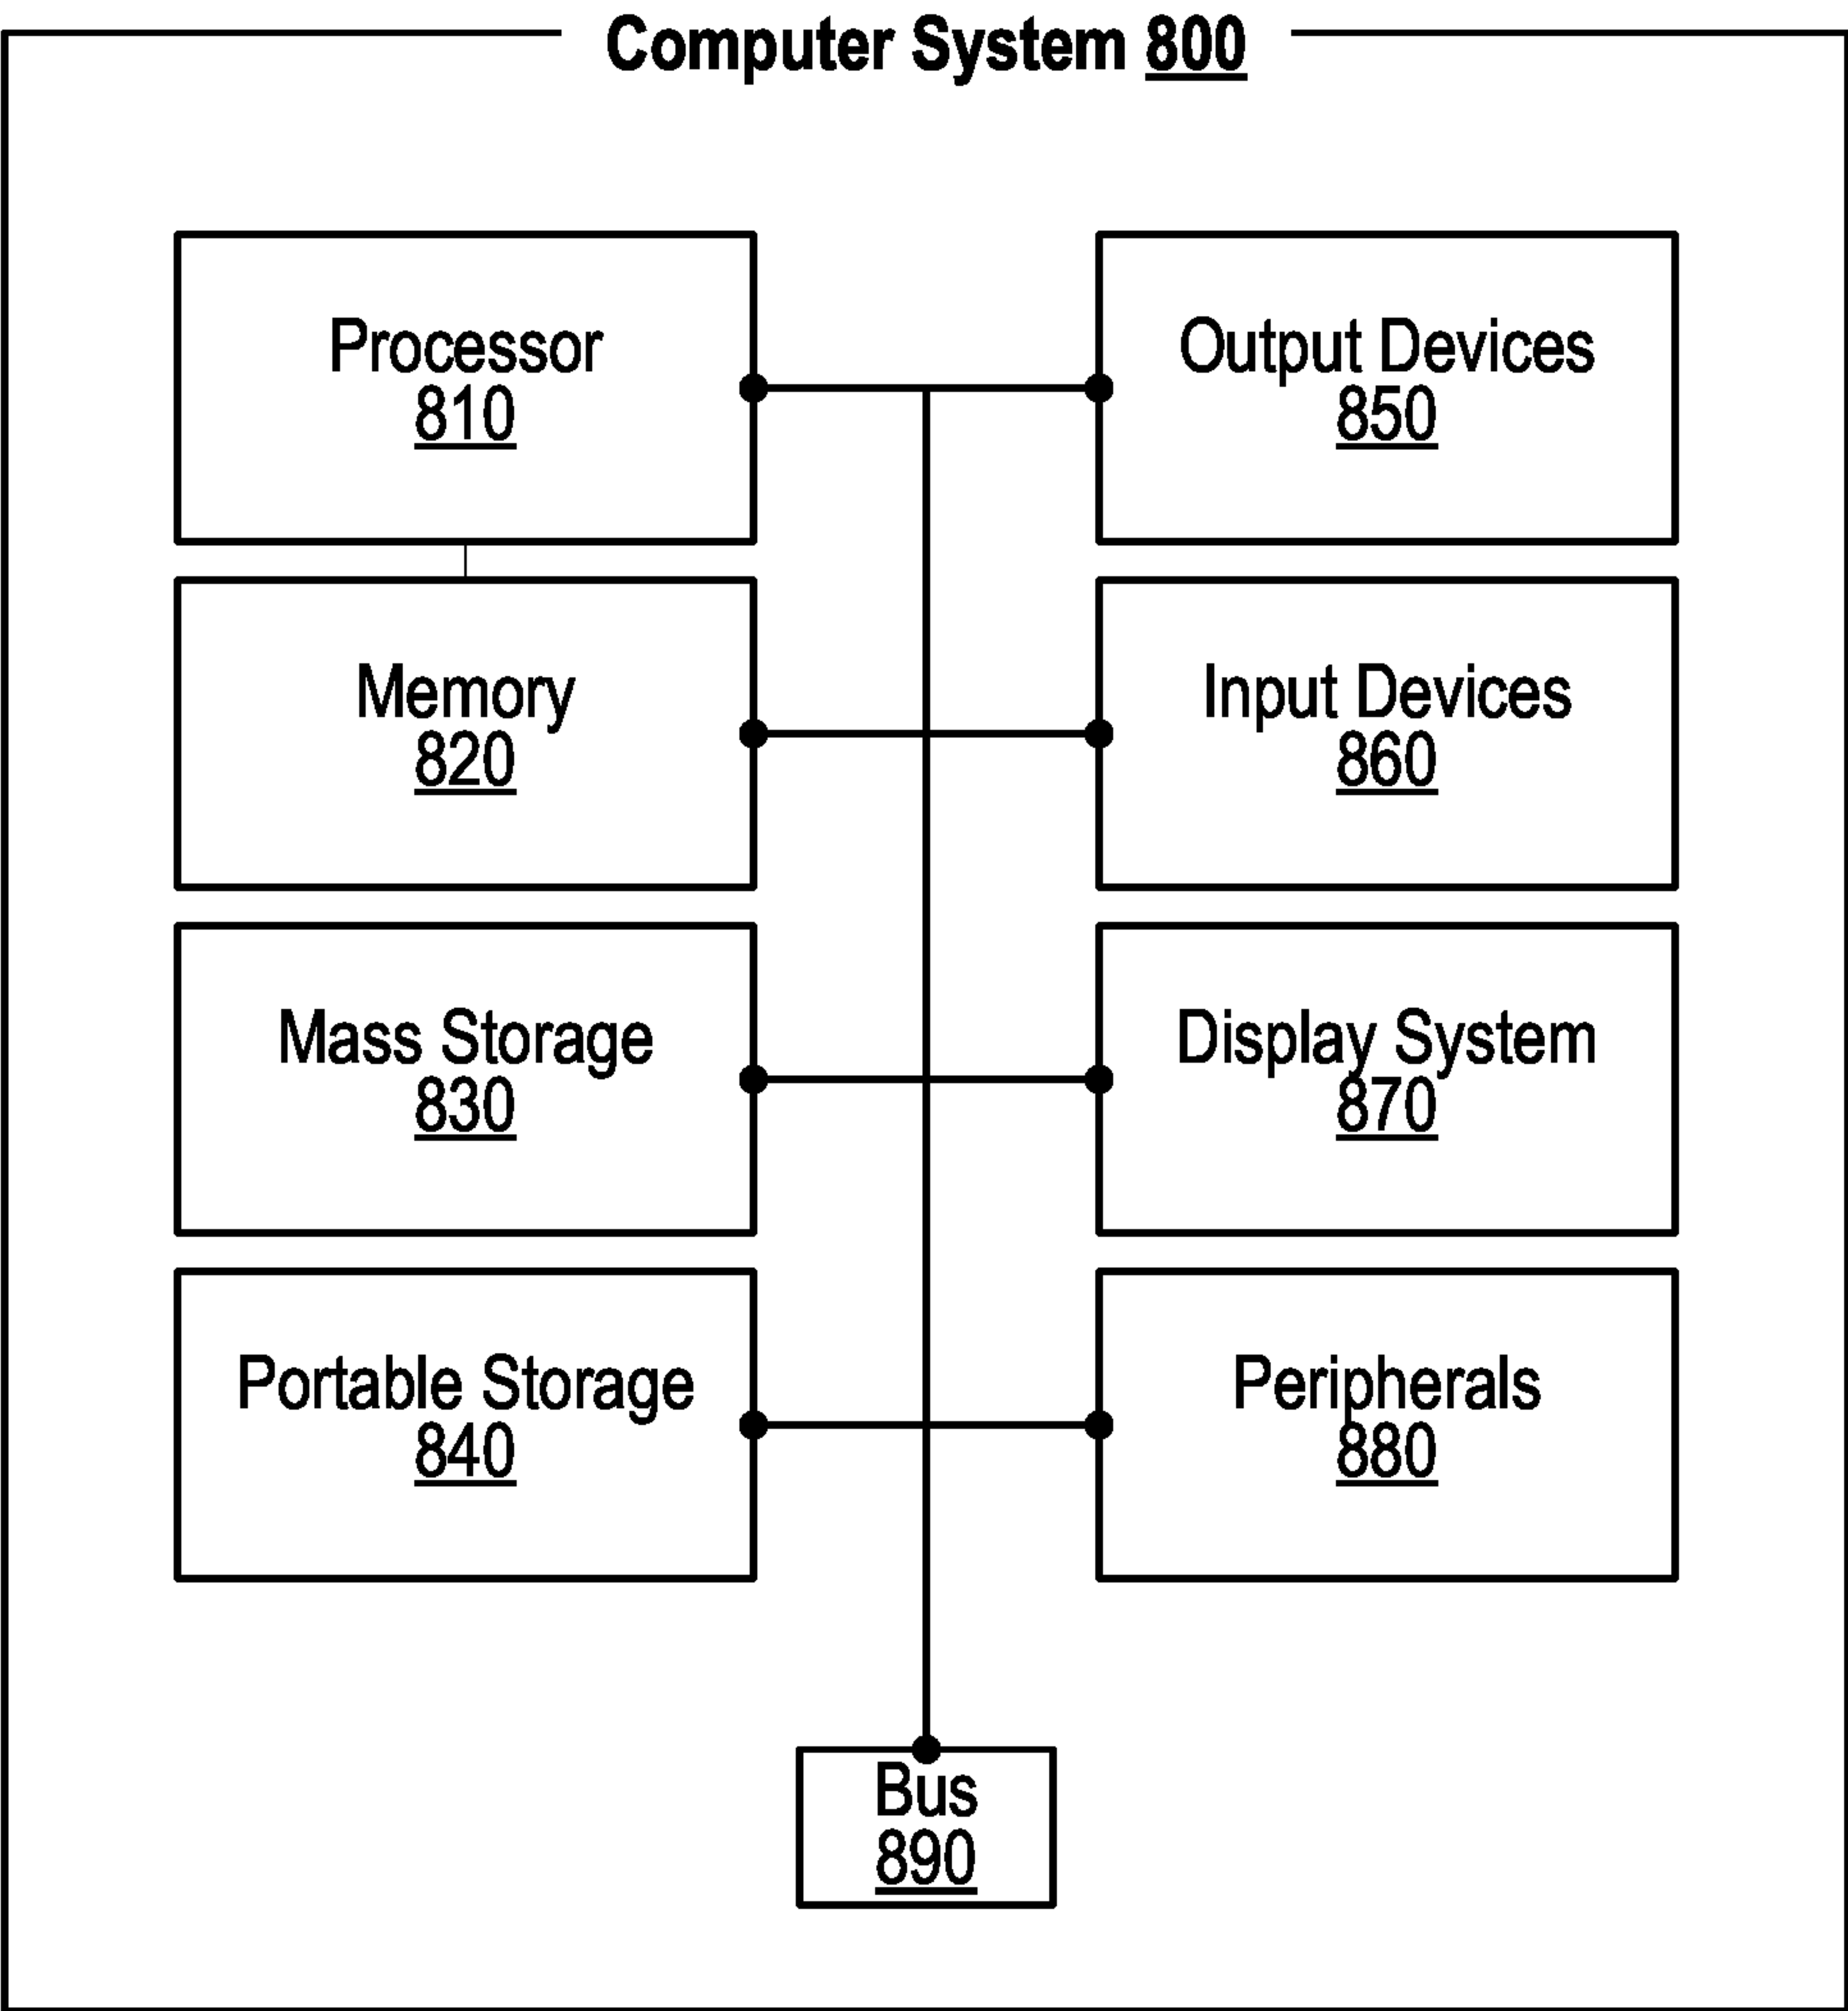 Computer System 800
Processor
810
Output Devices
850
Memory
820
Input Devices
860
Mass Storage
830
Display System
870
Portable Storage
840
Peripherals
880
Bus
890